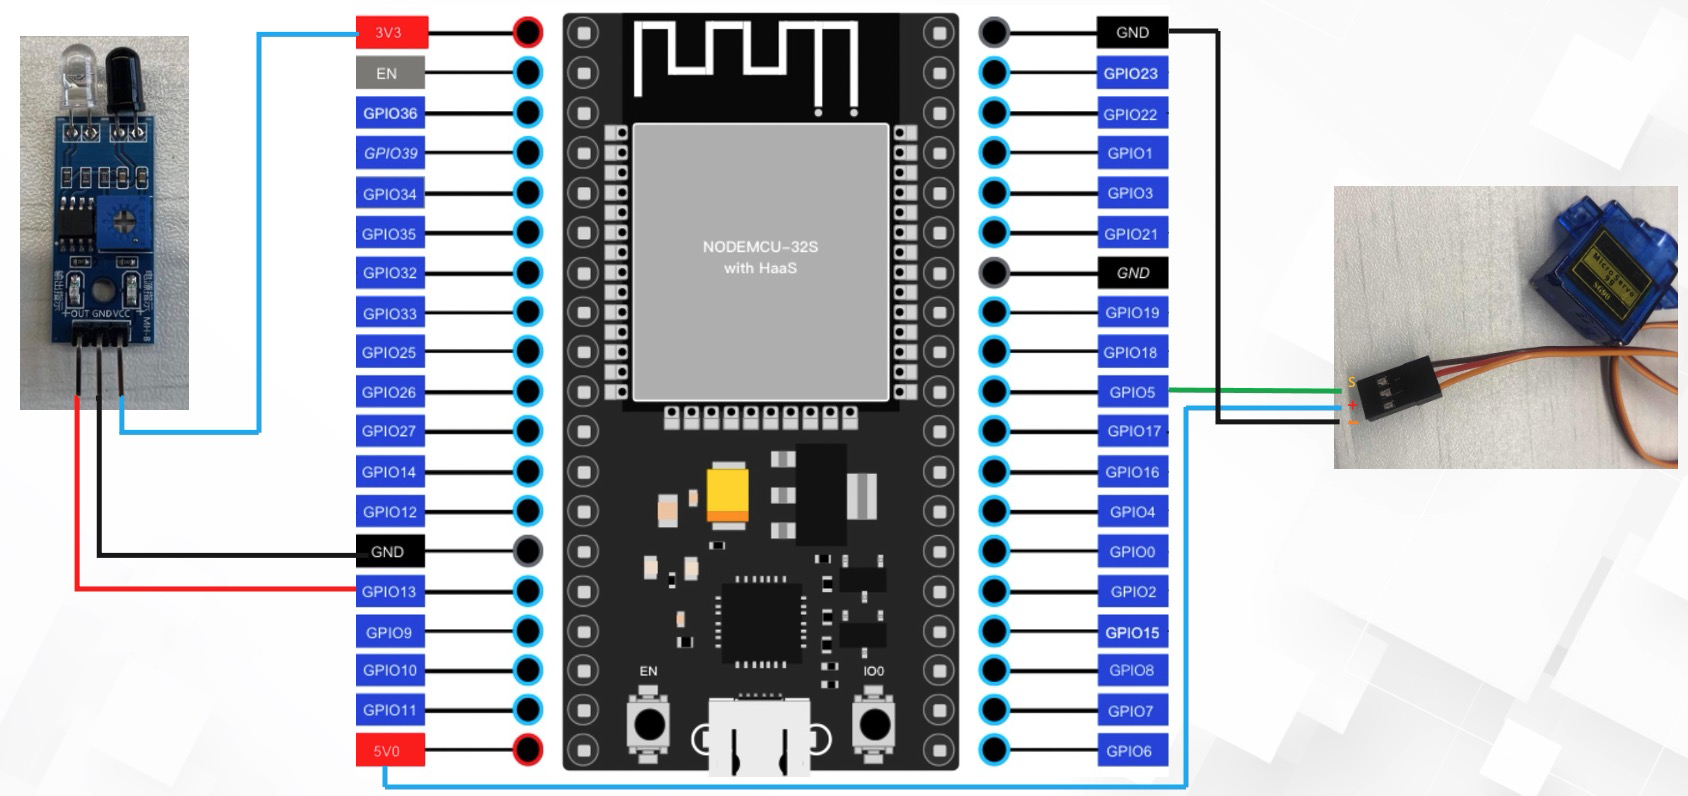 3V3
EN
GPIO36
GPIO39
GPIO34
GPIO35
GPIO32
GPIO33
GPIO25
GPIO26
GPIO27
GPIO14
GPIO12
GND
GPIO13
GPIO9
GPIO10
GPIO11
5V0
OUT GND VCC
MH-B
NODEMCU-32S
with HaaS
EN
IO0
GND
GPIO23
GPIO22
GPIO1
GPIO3
GPIO21
GND
GPIO19
GPIO18
GPIO5
GPIO17
GPIO16
GPIO4
GPIO0
GPIO2
GPIO15
GPIO8
GPIO7
GPIO6
S
+
−
Micro Servo
9g
SG90